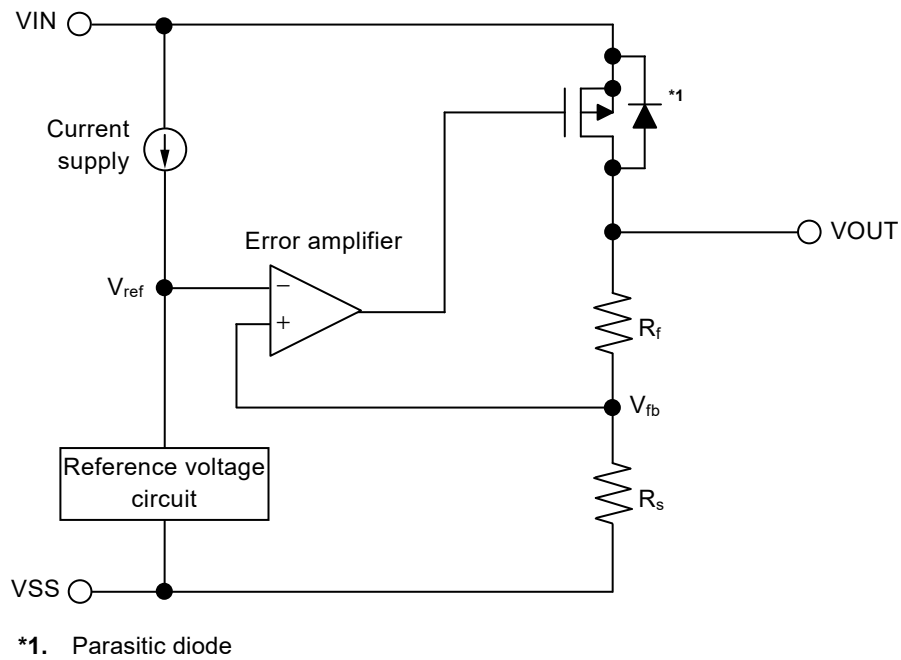 VIN
*1
Current
supply
Error amplifier
VOUT
Vref
−
+
Rf
Vfb
Reference voltage
circuit
Rs
VSS
*1. Parasitic diode